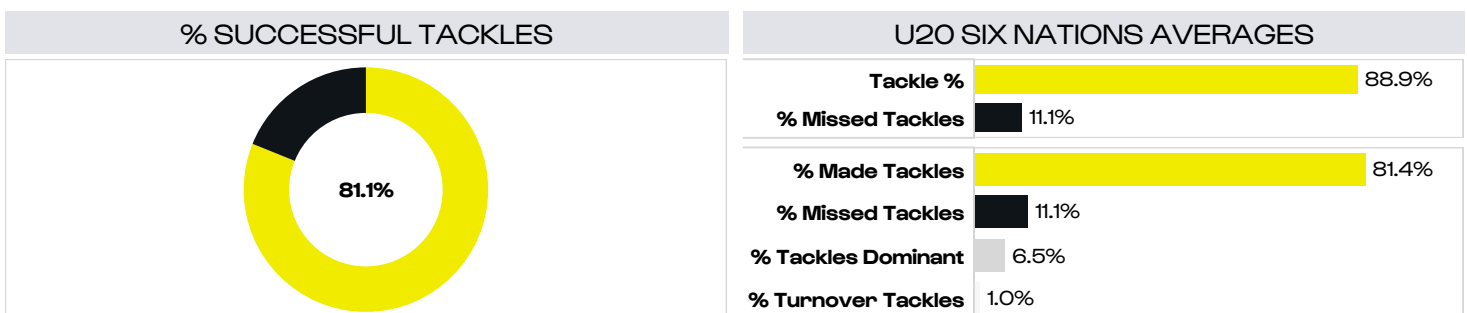 % SUCCESSFUL TACKLES
81.1%
U20 SIX NATIONS AVERAGES
Tackle % 88.9%
% Missed Tackles 11.1%
% Made Tackles 81.4%
% Missed Tackles 11.1%
% Tackles Dominant 6.5%
% Turnover Tackles 1.0%